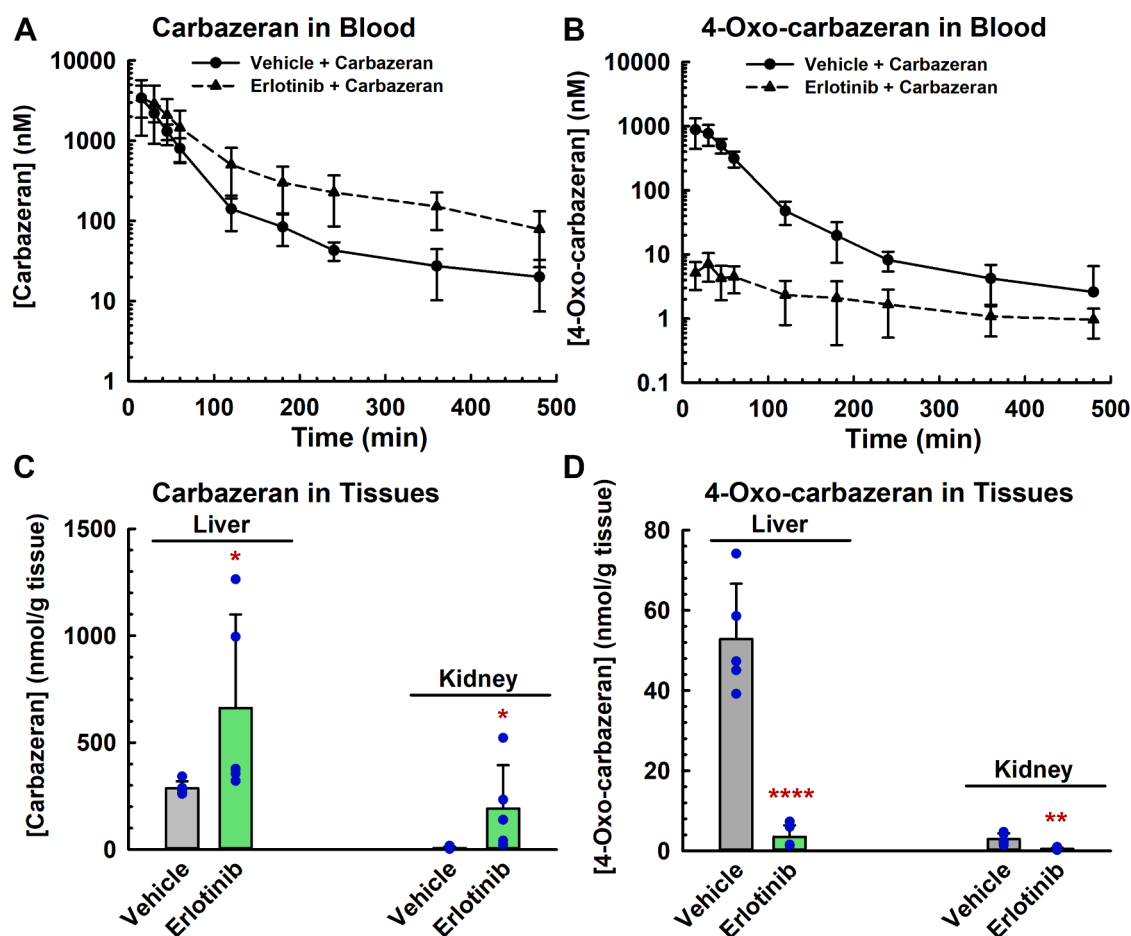 A
Carbazeran in Blood
Vehicle + Carbazeran
Erlotinib + Carbazeran
[Carbazeran] (nM)
10000
1000
100
10
1
0
100
200
300
400
500
Time (min)
B
4-Oxo-carbazeran in Blood
Vehicle + Carbazeran
Erlotinib + Carbazeran
[4-Oxo-carbazeran] (nM)
10000
1000
100
10
1
0.1
0
100
200
300
400
500
Time (min)
C
Carbazeran in Tissues
[Carbazeran] (nmol/g tissue)
1500
1000
500
0
Liver
*
Kidney
*
Vehicle
Erlotinib
Vehicle
Erlotinib
D
4-Oxo-carbazeran in Tissues
[4-Oxo-carbazeran] (nmol/g tissue)
80
60
40
20
0
Liver
****
Kidney
**
Vehicle
Erlotinib
Vehicle
Erlotinib